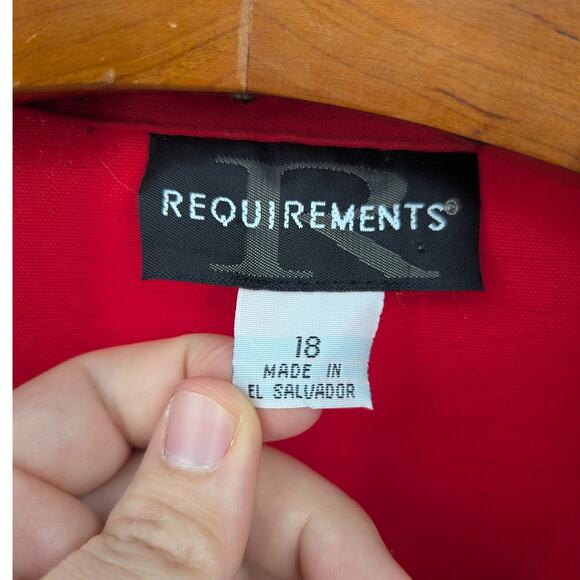 REQUIREMENTS®
R
18
MADE IN
EL SALVADOR